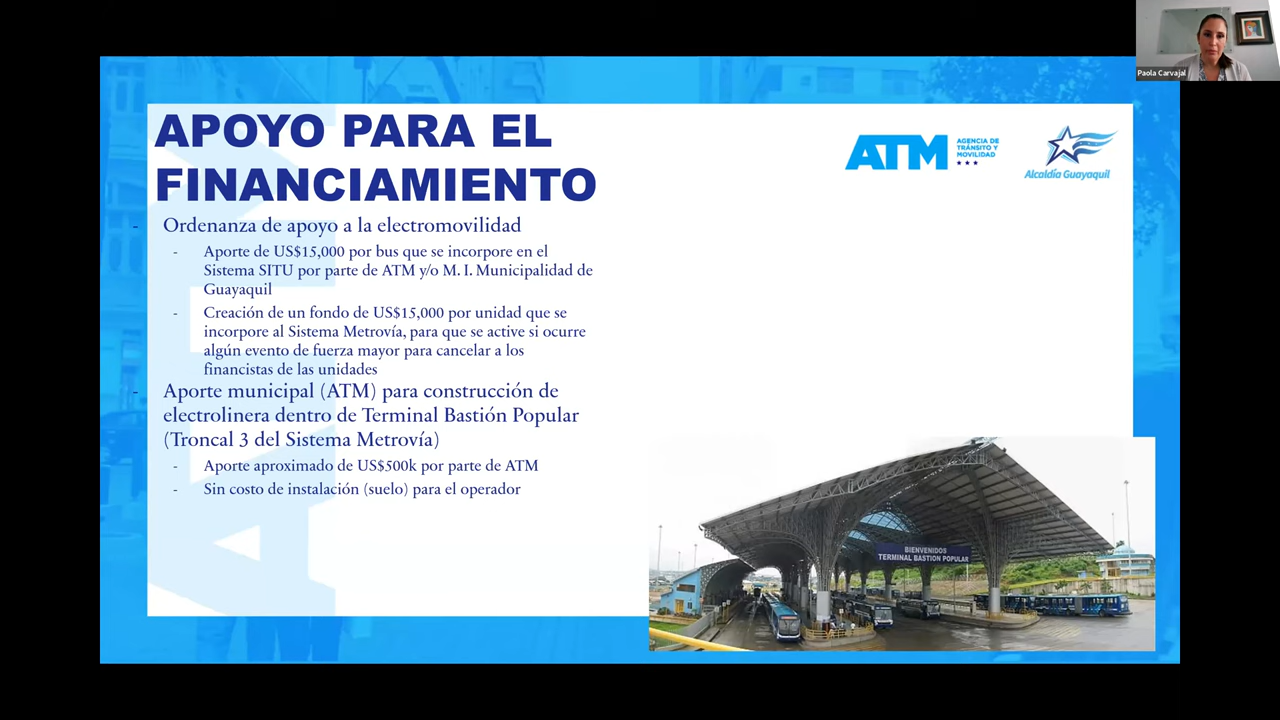 Paola Carvajal
APOYO PARA EL
FINANCIAMIENTO
ATM
AGENCIA DE
TRÁNSITO Y
MOVILIDAD
Alcaldía Guayaquil
- Ordenanza de apoyo a la electromovilidad
- Aporte de US$15,000 por bus que se incorpore en el
Sistema SITU por parte de ATM y/o M. I. Municipalidad de
Guayaquil
- Creación de un fondo de US$15,000 por unidad que se
incorpore al Sistema Metrovía, para que se active si ocurre
algún evento de fuerza mayor para cancelar a los
financistas de las unidades
- Aporte municipal (ATM) para construcción de
electrolinera dentro de Terminal Bastión Popular
(Troncal 3 del Sistema Metrovía)
- Aporte aproximado de US$500k por parte de ATM
- Sin costo de instalación (suelo) para el operador
BIENVENIDOS
TERMINAL BASTION POPULAR